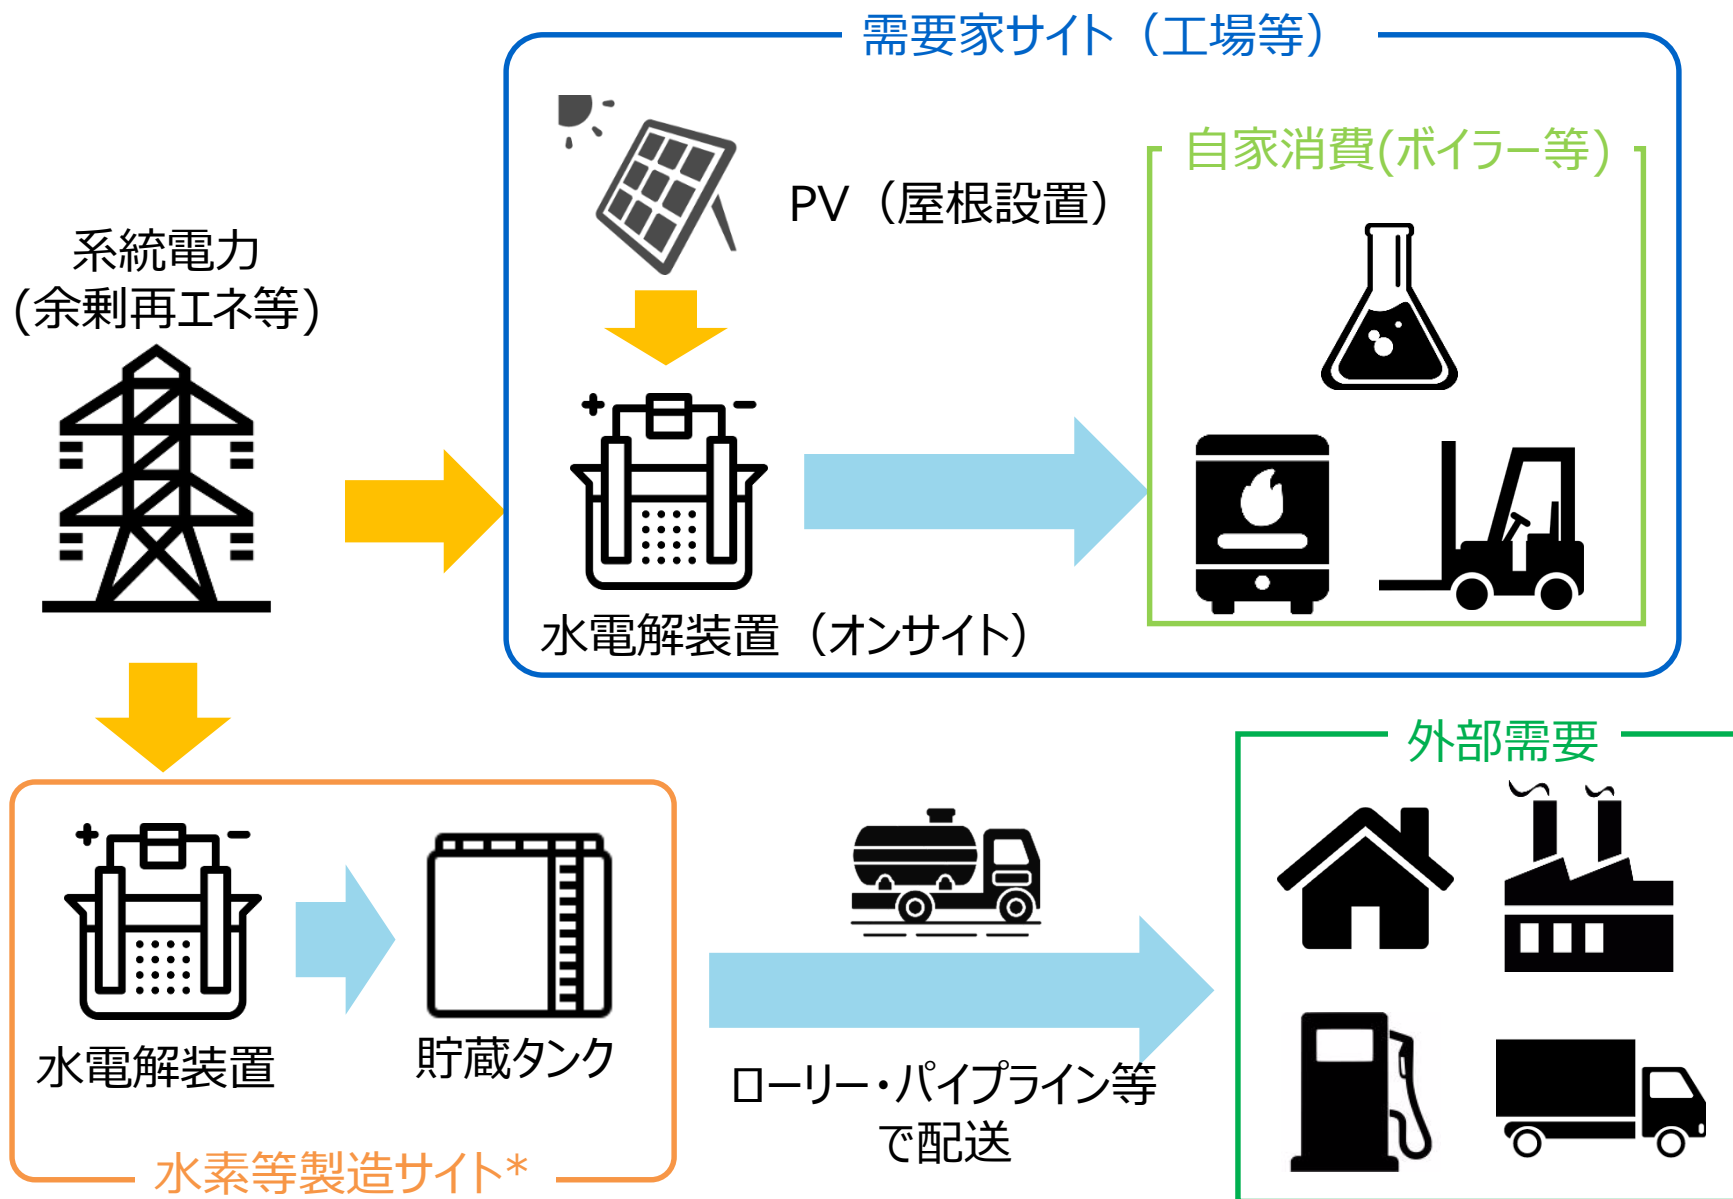 需要家サイト（工場等）
自家消費(ボイラー等)
PV（屋根設置）
系統電力
(余剰再エネ等)
水電解装置（オンサイト）
外部需要
水電解装置
貯蔵タンク
ローリー・パイプライン等
で配送
水素等製造サイト*